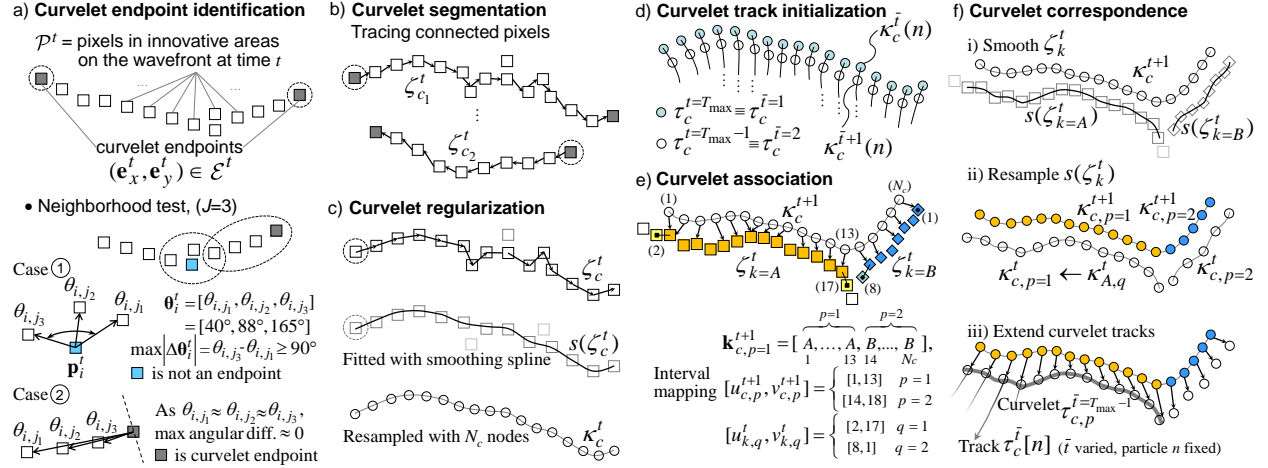 a) Curvelet endpoint identification
𝒫^t = pixels in innovative areas
on the wavefront at time t
... ...
curvelet endpoints
(e_x^t, e_y^t) ∈ ℰ^t
• Neighborhood test, (J=3)
Case ①
θ_{i,j_2}
θ_{i,j_1}
θ_{i,j_3}
p_i^t
θ_i^t = [θ_{i,j_1}, θ_{i,j_2}, θ_{i,j_3}]
= [40°, 88°, 165°]
max|Δθ_i^t| = θ_{i,j_3} - θ_{i,j_1} ≥ 90°
is not an endpoint
Case ②
θ_{i,j_1} θ_{i,j_2} θ_{i,j_3}
As θ_{i,j_1} ≈ θ_{i,j_2} ≈ θ_{i,j_3},
max angular diff. ≈ 0
is curvelet endpoint
b) Curvelet segmentation
Tracing connected pixels
ζ_{c_1}^t
⋮
ζ_{c_2}^t
c) Curvelet regularization
ζ_c^t
s(ζ_c^t)
Fitted with smoothing spline
Resampled with N_c nodes
κ_c^t
d) Curvelet track initialization
κ_c^{t̄}(n)
τ_c^{t=T_max} ≡ τ_c^{t̄=1}
τ_c^{t=T_max-1} ≡ τ_c^{t̄=2}
κ_c^{t̄+1}(n)
e) Curvelet association
(N_c)
(1) κ_c^{t+1} (1)
(13)
(2) ζ_{k=A}^t ζ_{k=B}^t
(17) (8)
p=1 p=2
k_{c,p=1}^{t+1} = [A,…,A, B,..., B],
1 13 14 N_c
Interval
mapping
[u_{c,p}^{t+1}, v_{c,p}^{t+1}] = { [1,13] p = 1
[14,18] p = 2
[u_{k,q}^t, v_{k,q}^t] = { [2,17] q = 1
[8,1] q = 2
f) Curvelet correspondence
i) Smooth ζ_k^t
κ_c^{t+1}
s(ζ_{k=A}^t) s(ζ_{k=B}^t)
ii) Resample s(ζ_k^t)
κ_{c,p=1}^{t+1} κ_{c,p=2}^{t+1}
κ_{c,p=1}^t ← κ_{A,q}^t κ_{c,p=2}^t
iii) Extend curvelet tracks
Curvelet τ_{c,p}^{t̄=T_max-1}
Track τ_c^{t̄}[n] (t̄ varied, particle n fixed)